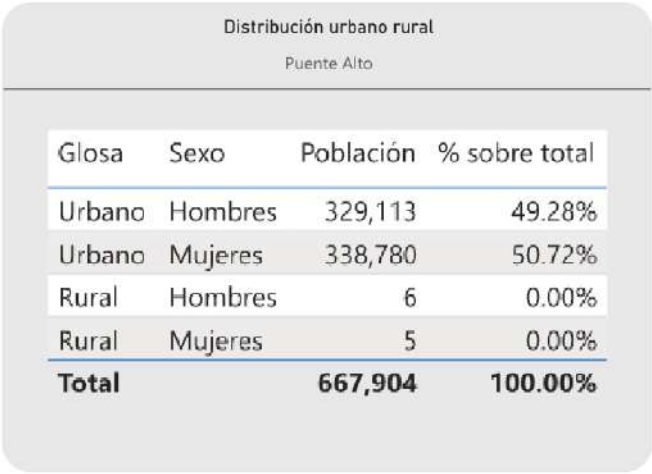 Distribución urbano rural
Puente Alto
Glosa Sexo Población % sobre total
Urbano Hombres 329,113 49.28%
Urbano Mujeres 338,780 50.72%
Rural Hombres 6 0.00%
Rural Mujeres 5 0.00%
Total 667,904 100.00%